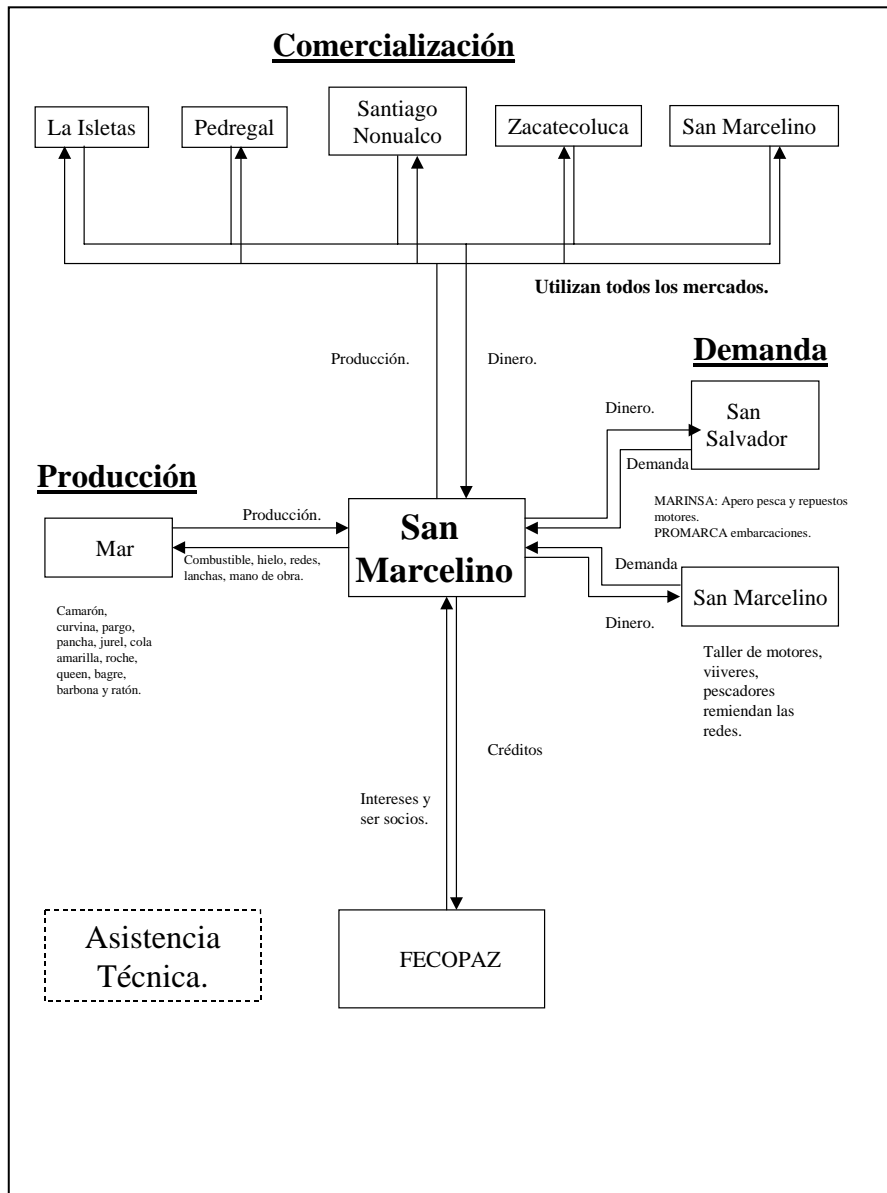 Comercialización
La Isletas
Pedregal
Santiago
Nonualco
Zacatecoluca
San Marcelino
Utilizan todos los mercados.
Producción.
Dinero.
Demanda
San
Salvador
Dinero.
Demanda
MARINSA: Apero pesca y repuestos
motores.
PROMARCA embarcaciones.
Producción
Mar
Producción.
Combustible, hielo, redes,
lanchas, mano de obra.
Camarón,
curvina, pargo,
pancha, jurel, cola
amarilla, roche,
queen, bagre,
barbona y ratón.
San
Marcelino
Demanda
San Marcelino
Dinero.
Taller de motores,
viiveres,
pescadores
remiendan las
redes.
Créditos
Intereses y
ser socios.
Asistencia
Técnica.
FECOPAZ